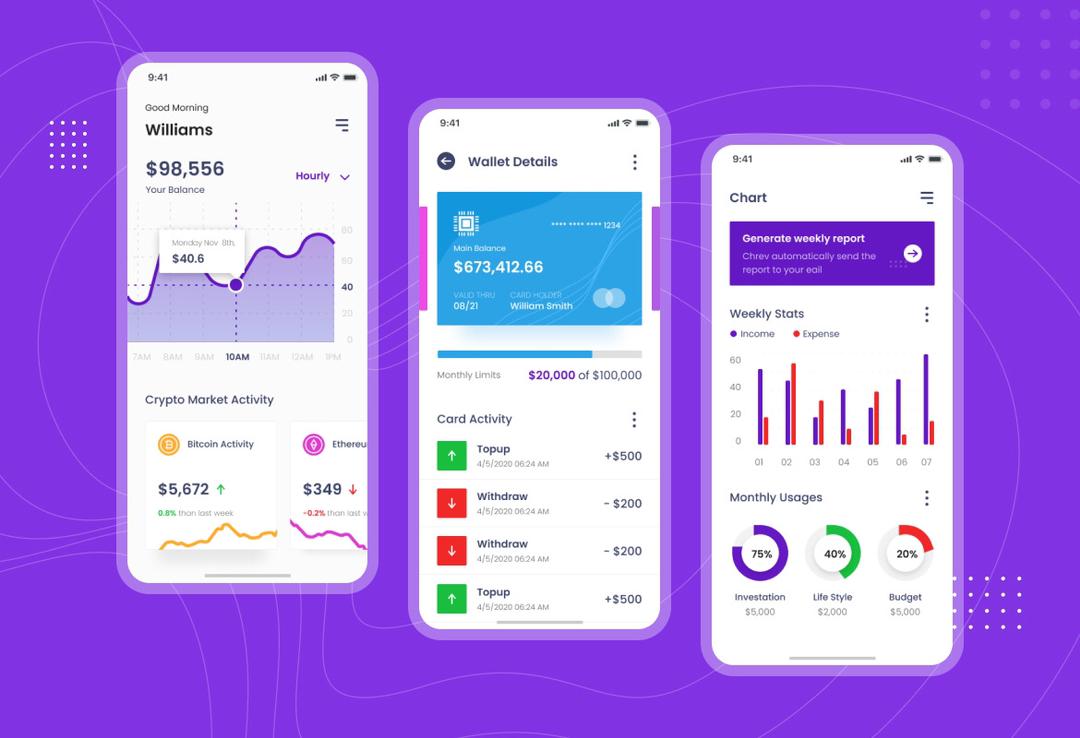 9:41
Good Morning
Williams
$98,556
Your Balance
Hourly
Monday Nov 8th,
$40.6
80
60
40
20
0
7AM 8AM 9AM 10AM 11AM 12AM 1PM
Crypto Market Activity
Bitcoin Activity
$5,672
0.8% than last week
Ethereu
$349
-0.2% than last w
9:41
Wallet Details
•••• •••• •••• 1234
Main Balance
$673,412.66
VALID THRU CARD HOLDER
08/21 William Smith
Monthly Limits $20,000 of $100,000
Card Activity
Topup
4/5/2020 06:24 AM
+$500
Withdraw
4/5/2020 06:24 AM
- $200
Withdraw
4/5/2020 06:24 AM
- $200
Topup
4/5/2020 06:24 AM
+$500
9:41
Chart
Generate weekly report
Chrev automatically send the
report to your eail
Weekly Stats
Income Expense
60
40
20
0
01 02 03 04 05 06 07
Monthly Usages
75% 40% 20%
Investation Life Style Budget
$5,000 $2,000 $5,000